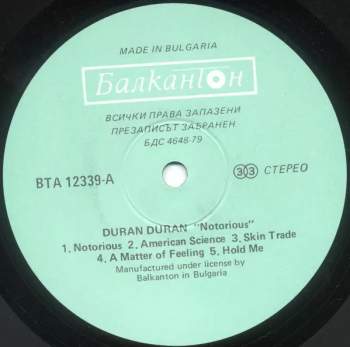 MADE IN BULGARIA
Балкантон
ВСИЧКИ ПРАВА ЗАПАЗЕНИ
ПРЕЗАПИСЪТ ЗАБРАНЕН
БДС 4648-79
ВТА 12339-А
33 СТЕРЕО
DURAN DURAN "Notorious"
1. Notorious 2. American Science 3. Skin Trade
4. A Matter of Feeling 5. Hold Me
Manufactured under license by
Balkanton in Bulgaria